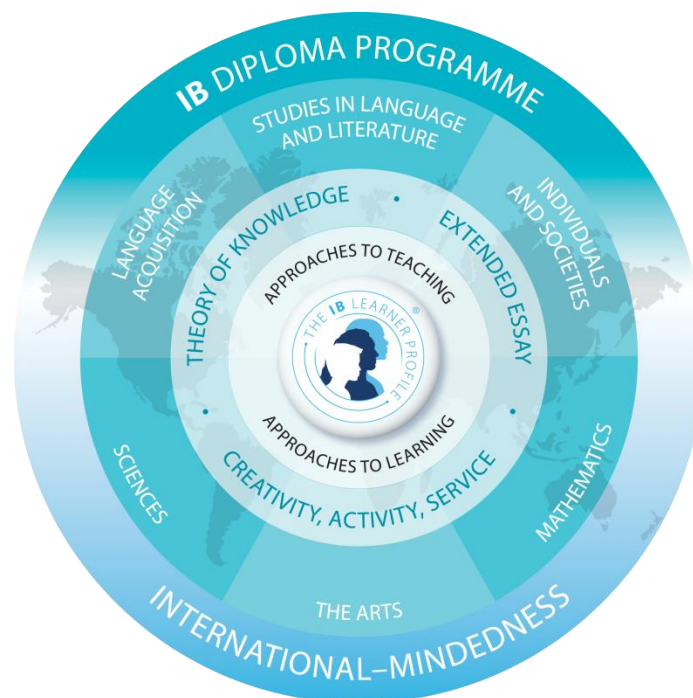 IB DIPLOMA PROGRAMME
STUDIES IN LANGUAGE
AND LITERATURE
LANGUAGE
ACQUISITION
INDIVIDUALS
AND SOCIETIES
THEORY OF KNOWLEDGE
•
EXTENDED ESSAY
APPROACHES TO TEACHING
THE IB LEARNER PROFILE
®
APPROACHES TO LEARNING
•
CREATIVITY, ACTIVITY, SERVICE
•
SCIENCES
MATHEMATICS
THE ARTS
INTERNATIONAL–MINDEDNESS